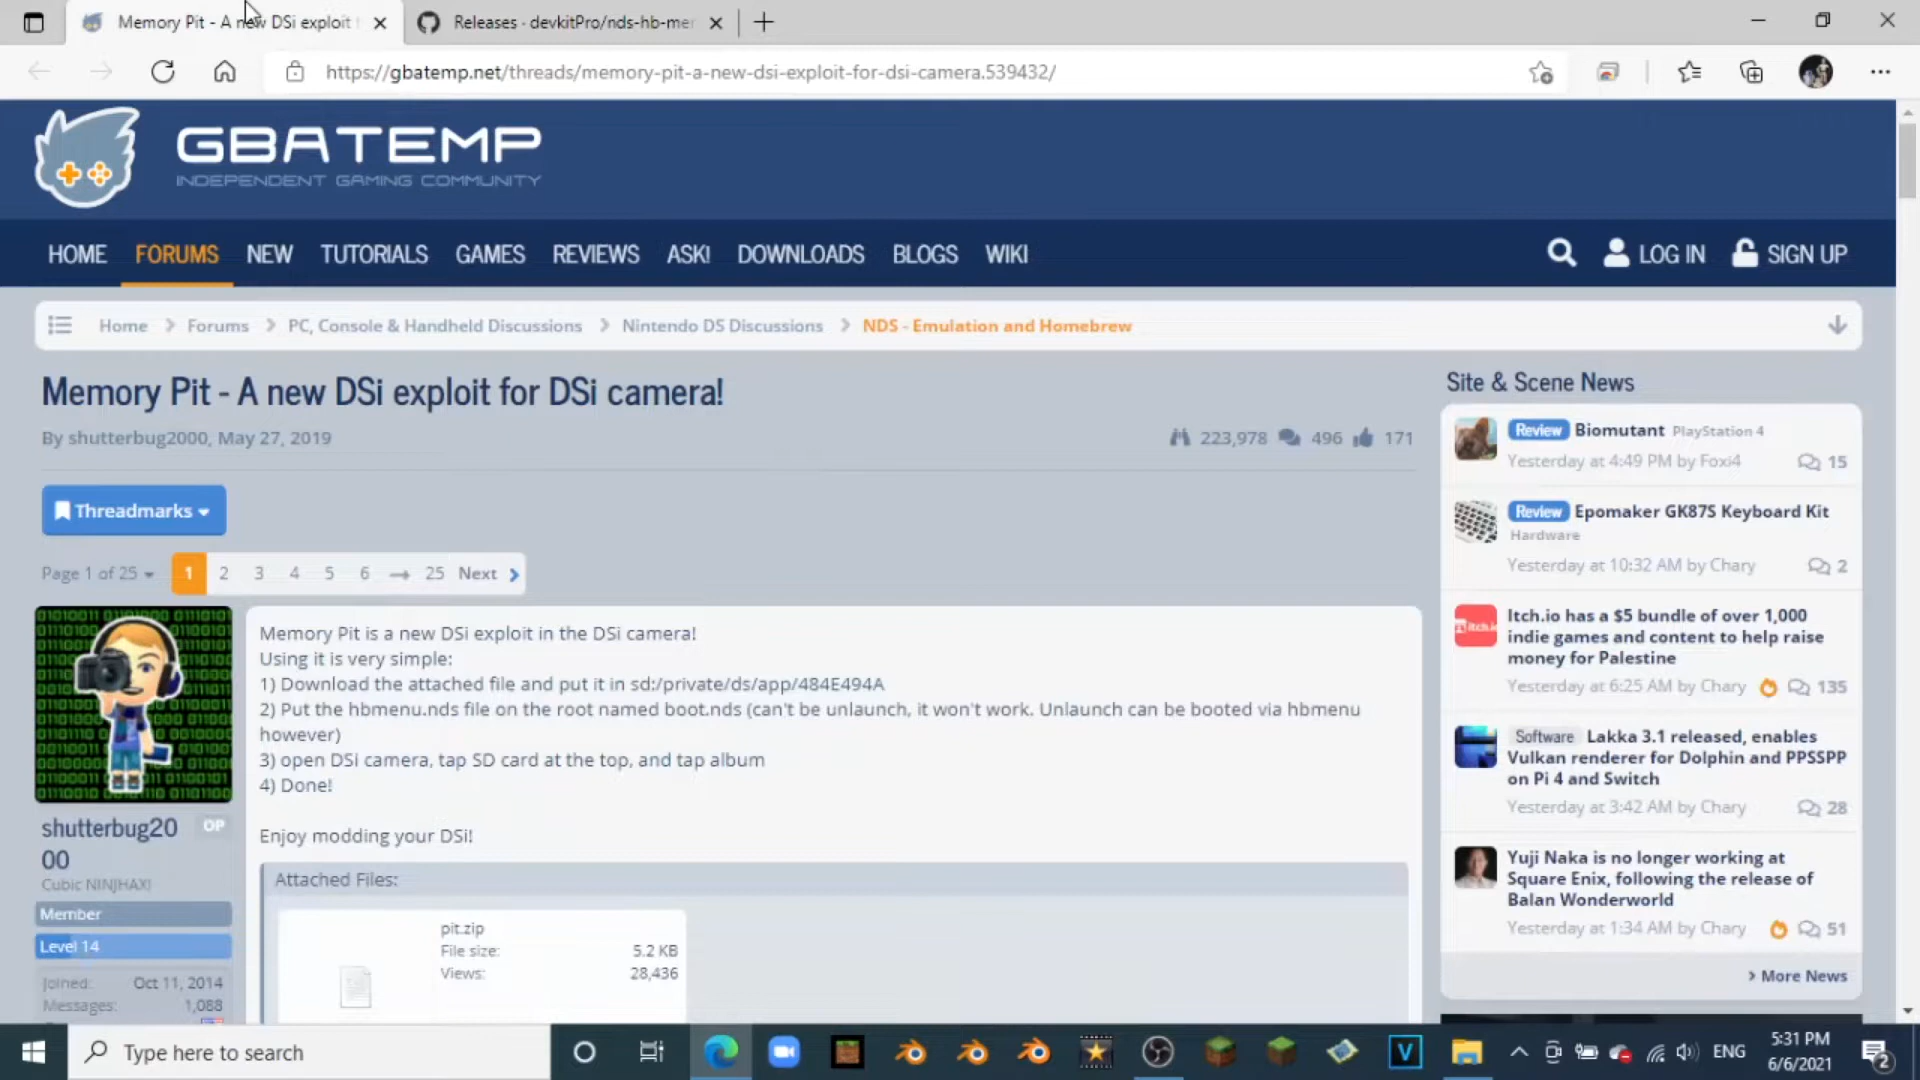 Memory Pit - A new DSi exploit
Releases · devkitPro/nds-hb-men
https://gbatemp.net/threads/memory-pit-a-new-dsi-exploit-for-dsi-camera.539432/
GBATEMP
INDEPENDENT GAMING COMMUNITY
HOME FORUMS NEW TUTORIALS GAMES REVIEWS ASK! DOWNLOADS BLOGS WIKI LOG IN SIGN UP
Home Forums PC, Console & Handheld Discussions Nintendo DS Discussions NDS - Emulation and Homebrew
Memory Pit - A new DSi exploit for DSi camera!
By shutterbug2000, May 27, 2019
223,978 496 171
Threadmarks
Page 1 of 25 1 2 3 4 5 6 → 25 Next
shutterbug20
00
OP
Cubic NINJHAX!
Member
Level 14
Joined: Oct 11, 2014
Messages: 1,088
Memory Pit is a new DSi exploit in the DSi camera!
Using it is very simple:
1) Download the attached file and put it in sd:/private/ds/app/484E494A
2) Put the hbmenu.nds file on the root named boot.nds (can't be unlaunch, it won't work. Unlaunch can be booted via hbmenu
however)
3) open DSi camera, tap SD card at the top, and tap album
4) Done!
Enjoy modding your DSi!
Attached Files:
pit.zip
File size: 5.2 KB
Views: 28,436
Site & Scene News
Review Biomutant PlayStation 4
Yesterday at 4:49 PM by Foxi4 15
Review Epomaker GK87S Keyboard Kit
Hardware
Yesterday at 10:32 AM by Chary 2
itch.io
Itch.io has a $5 bundle of over 1,000
indie games and content to help raise
money for Palestine
Yesterday at 6:25 AM by Chary 135
Software Lakka 3.1 released, enables
Vulkan renderer for Dolphin and PPSSPP
on Pi 4 and Switch
Yesterday at 3:42 AM by Chary 28
Yuji Naka is no longer working at
Square Enix, following the release of
Balan Wonderworld
Yesterday at 1:34 AM by Chary 51
> More News
Type here to search
V
ENG
5:31 PM
6/6/2021
2